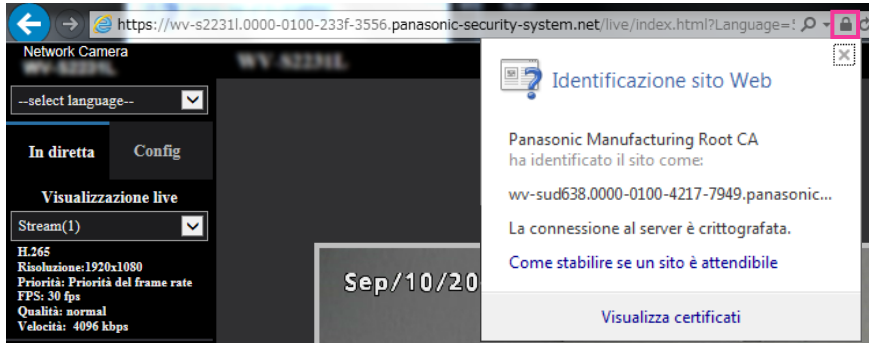 https://wv-s2231l.0000-0100-233f-3556.panasonic-security-system.net/live/index.html?Language=
Network Camera
WV-S2231L
WV-S2231L
--select language--
In diretta
Config
Visualizzazione live
Stream(1)
H.265
Risoluzione:1920x1080
Priorità: Priorità del frame rate
FPS: 30 fps
Qualità: normal
Velocità: 4096 kbps
Sep/10/20
Identificazione sito Web
Panasonic Manufacturing Root CA
ha identificato il sito come:
wv-sud638.0000-0100-4217-7949.panasonic...
La connessione al server è crittografata.
Come stabilire se un sito è attendibile
Visualizza certificati